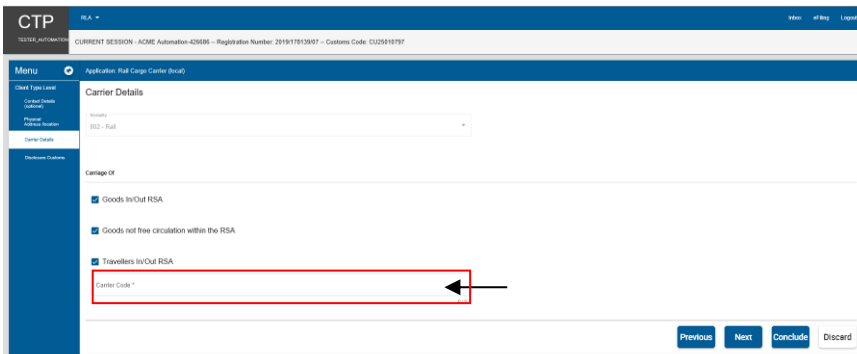 CTP
RLA
Inbox eFiling Logout
TESTER_AUTOMATION
CURRENT SESSION - ACME Automation-426606 -- Registration Number: 2019/178139/07 -- Customs Code: CU25010797
Menu
Application: Rail Cargo Carrier (local)
Client Type Level
Contact Details
(optional)
Physical
Address location
Carrier Details
Disclosure Customs
Carrier Details
Modality
002 - Rail
Carriage Of
Goods In/Out RSA
Goods not free circulation within the RSA
Travellers In/Out RSA
Carrier Code *
Previous Next Conclude Discard